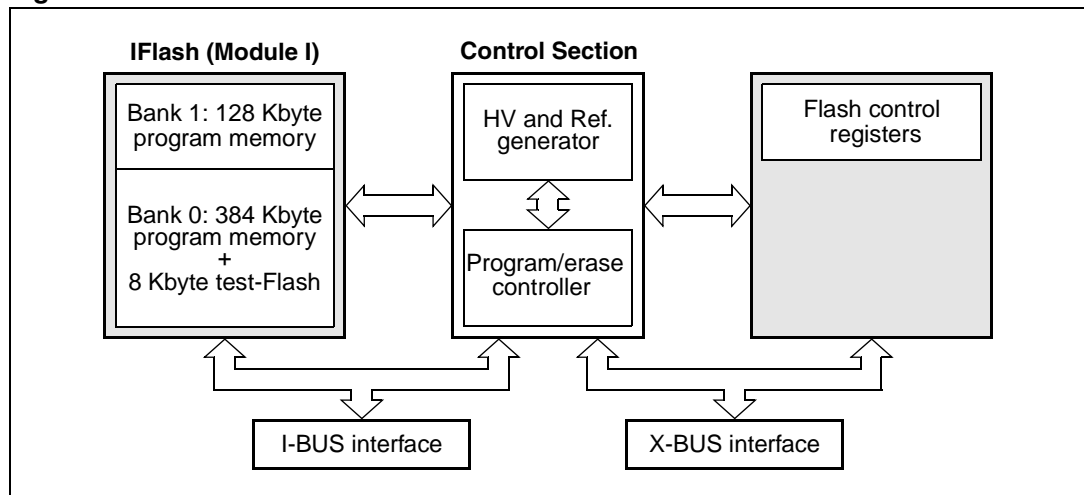 IFlash (Module I)
Bank 1: 128 Kbyte
program memory
Bank 0: 384 Kbyte
program memory
+
8 Kbyte test-Flash
Control Section
HV and Ref.
generator
Program/erase
controller
Flash control
registers
I-BUS interface
X-BUS interface